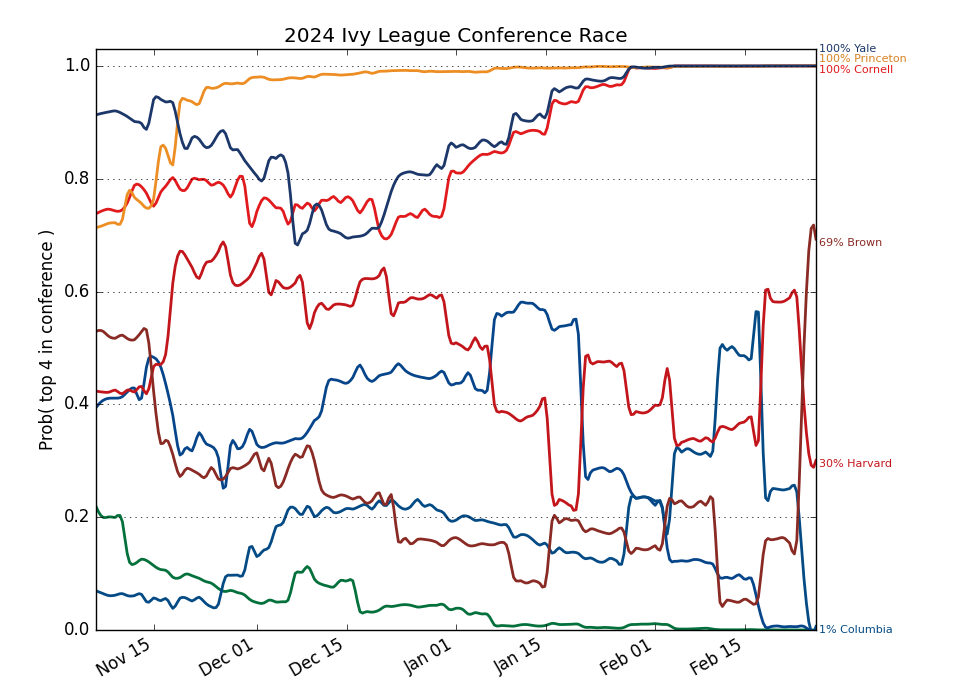 2024 Ivy League Conference Race
100% Yale
100% Princeton
100% Cornell
69% Brown
30% Harvard
1% Columbia
Prob( top 4 in conference )
1.0
0.8
0.6
0.4
0.2
0.0
Nov 15 Dec 01 Dec 15 Jan 01 Jan 15 Feb 01 Feb 15